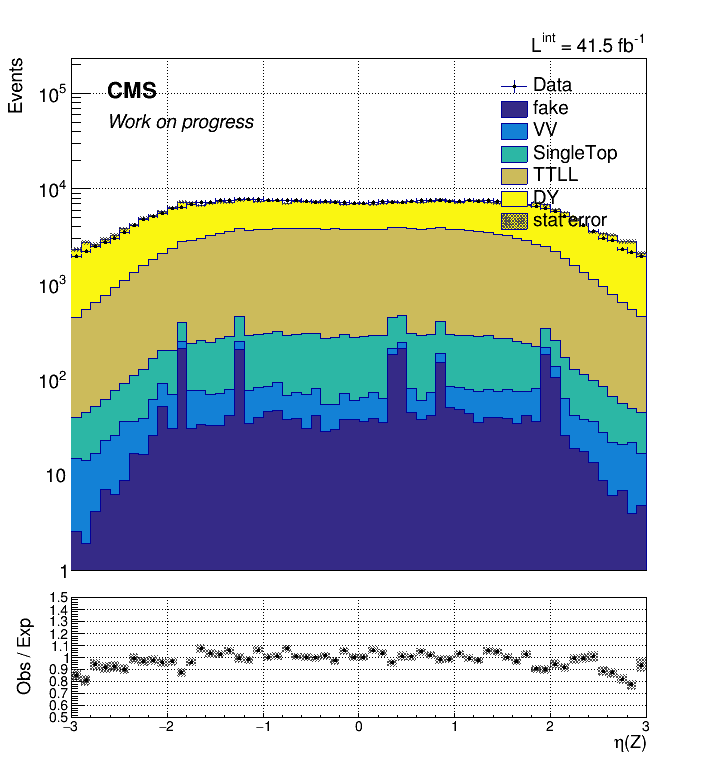 L^int = 41.5 fb^-1
Events
10^5
CMS
Work on progress
Data
fake
VV
SingleTop
TTLL
DY
stat error
10^4
10^3
10^2
10
1
Obs / Exp
1.5
1.4
1.3
1.2
1.1
1
0.9
0.8
0.7
0.6
0.5
−3 −2 −1 0 1 2 3
η(Z)